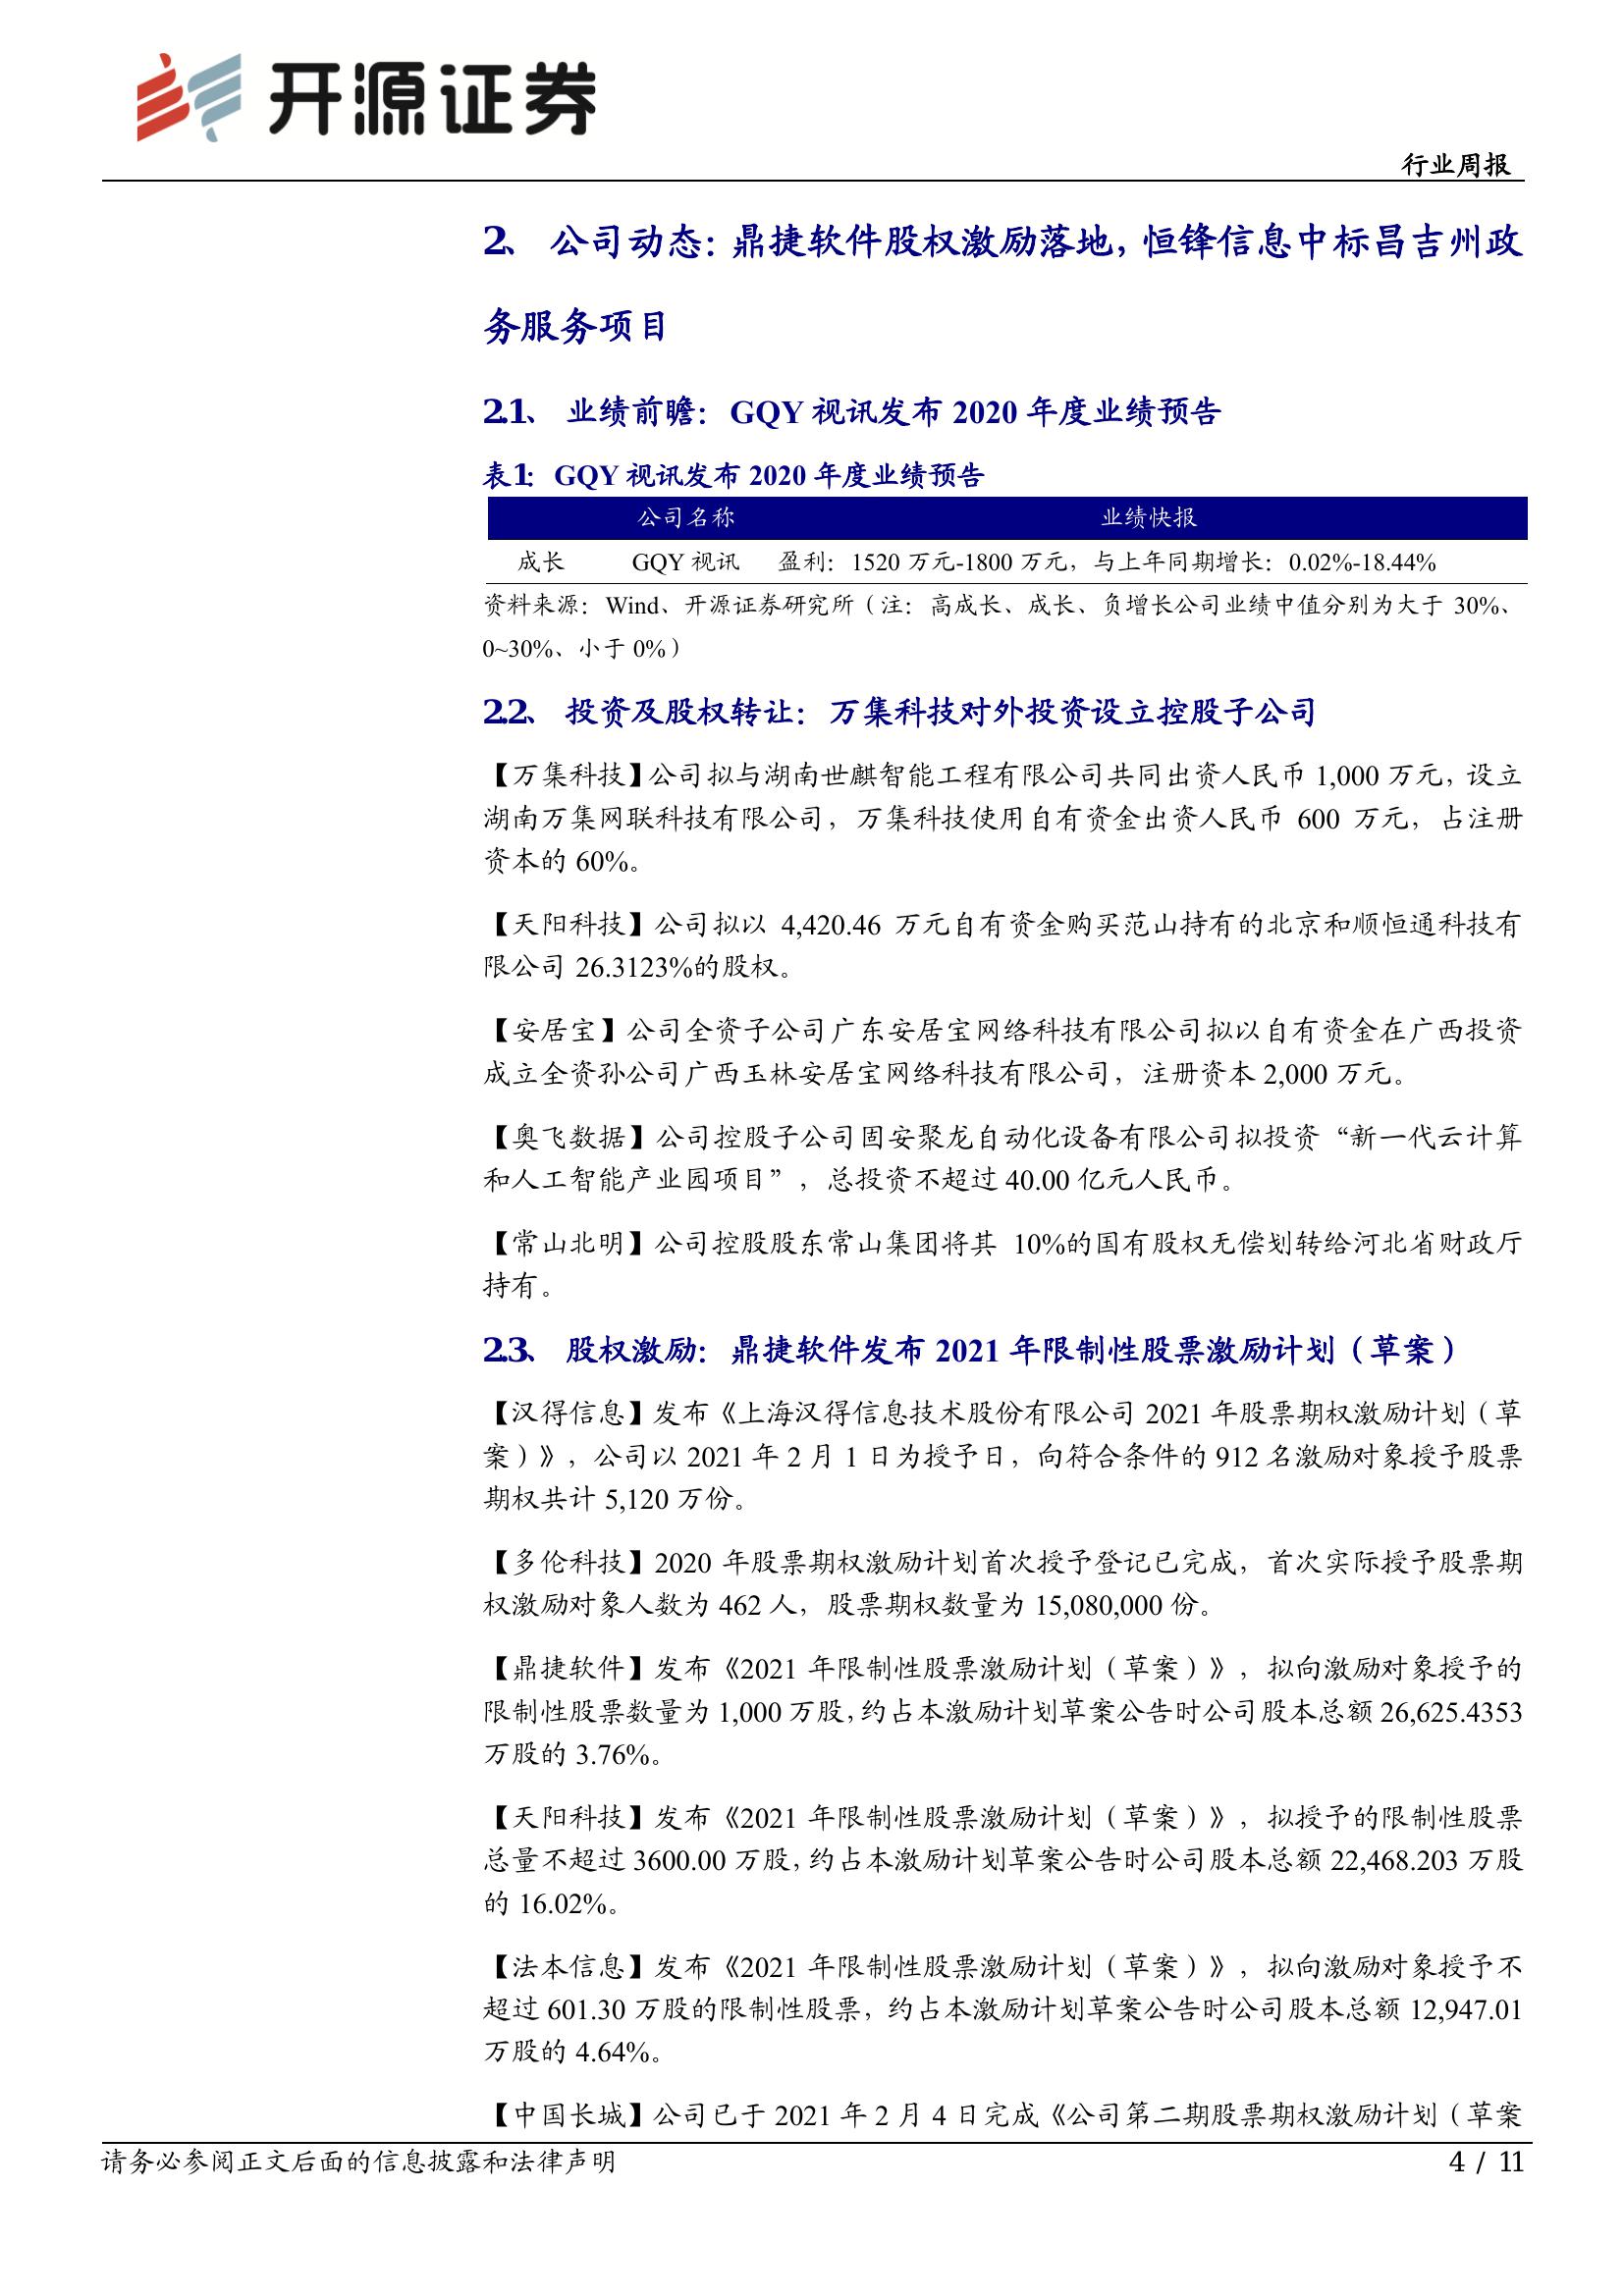 开源证券
行业周报
2、 公司动态：鼎捷软件股权激励落地，恒锋信息中标昌吉州政
务服务项目
2.1、 业绩前瞻：GQY 视讯发布 2020 年度业绩预告
表1：GQY 视讯发布 2020 年度业绩预告
公司名称 业绩快报
成长 GQY 视讯 盈利：1520 万元-1800 万元，与上年同期增长：0.02%-18.44%
资料来源：Wind、开源证券研究所（注：高成长、成长、负增长公司业绩中值分别为大于 30%、
0~30%、小于 0%）
2.2、 投资及股权转让：万集科技对外投资设立控股子公司
【万集科技】公司拟与湖南世麒智能工程有限公司共同出资人民币 1,000 万元，设立
湖南万集网联科技有限公司，万集科技使用自有资金出资人民币 600 万元，占注册
资本的 60%。
【天阳科技】公司拟以 4,420.46 万元自有资金购买范山持有的北京和顺恒通科技有
限公司 26.3123%的股权。
【安居宝】公司全资子公司广东安居宝网络科技有限公司拟以自有资金在广西投资
成立全资孙公司广西玉林安居宝网络科技有限公司，注册资本 2,000 万元。
【奥飞数据】公司控股子公司固安聚龙自动化设备有限公司拟投资“新一代云计算
和人工智能产业园项目”，总投资不超过 40.00 亿元人民币。
【常山北明】公司控股股东常山集团将其 10%的国有股权无偿划转给河北省财政厅
持有。
2.3、 股权激励：鼎捷软件发布 2021 年限制性股票激励计划（草案）
【汉得信息】发布《上海汉得信息技术股份有限公司 2021 年股票期权激励计划（草
案）》，公司以 2021 年 2 月 1 日为授予日，向符合条件的 912 名激励对象授予股票
期权共计 5,120 万份。
【多伦科技】2020 年股票期权激励计划首次授予登记已完成，首次实际授予股票期
权激励对象人数为 462 人，股票期权数量为 15,080,000 份。
【鼎捷软件】发布《2021 年限制性股票激励计划（草案）》，拟向激励对象授予的
限制性股票数量为 1,000 万股，约占本激励计划草案公告时公司股本总额 26,625.4353
万股的 3.76%。
【天阳科技】发布《2021 年限制性股票激励计划（草案）》，拟授予的限制性股票
总量不超过 3600.00 万股，约占本激励计划草案公告时公司股本总额 22,468.203 万股
的 16.02%。
【法本信息】发布《2021 年限制性股票激励计划（草案）》，拟向激励对象授予不
超过 601.30 万股的限制性股票，约占本激励计划草案公告时公司股本总额 12,947.01
万股的 4.64%。
【中国长城】公司已于 2021 年 2 月 4 日完成《公司第二期股票期权激励计划（草案
请务必参阅正文后面的信息披露和法律声明
4 / 11